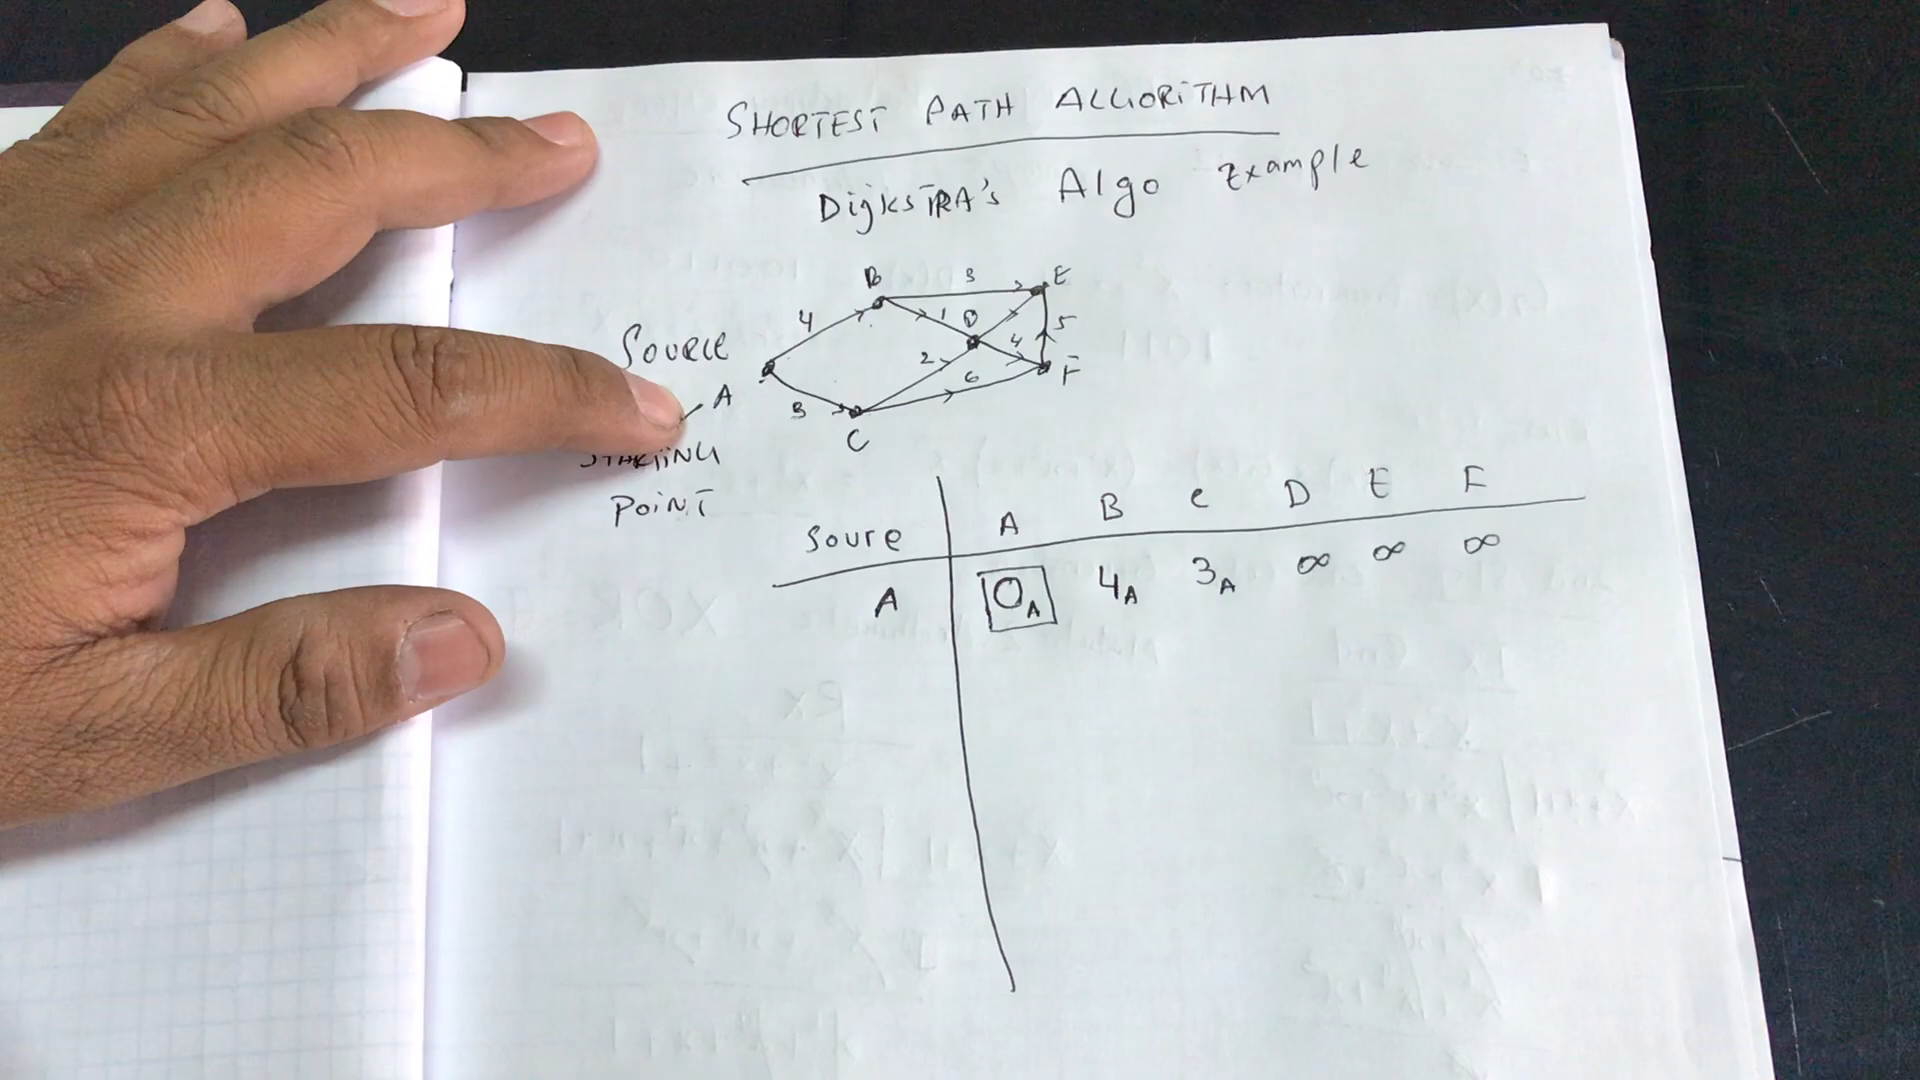 SHORTEST PATH ALGORITHM
DijkSTRA's Algo Example
B 3 E
4 1 D 5
SOURCE 2 4
A 3 6 F
C
STARTING
POINT
Soure A B C D E F
A 0A 4A 3A ∞ ∞ ∞